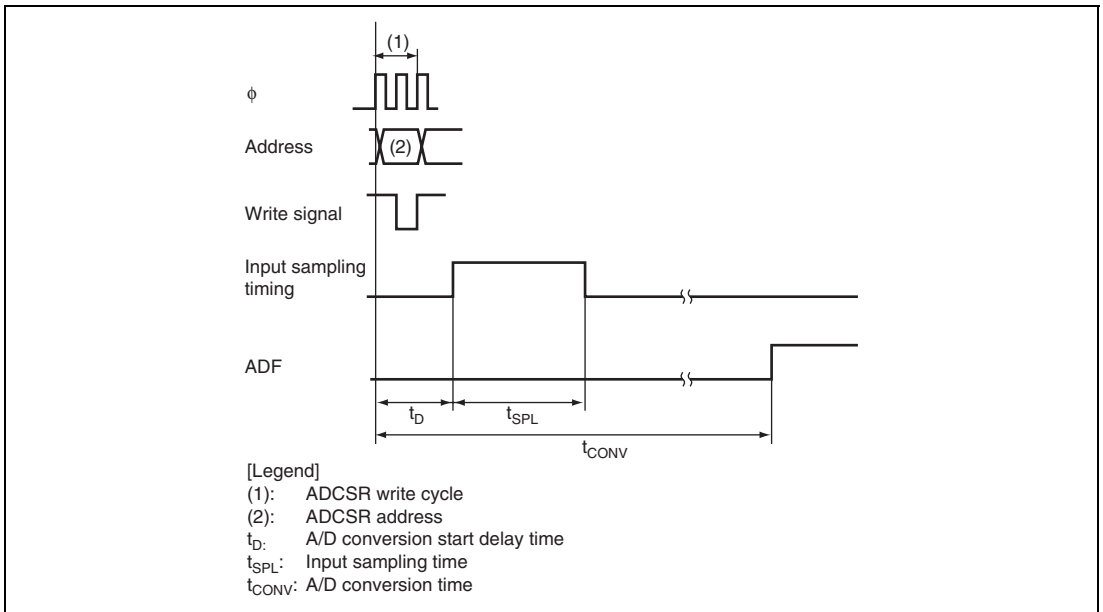 (1)
ϕ
Address
(2)
Write signal
Input sampling
timing
ADF
tD
tSPL
tCONV
[Legend]
(1): ADCSR write cycle
(2): ADCSR address
tD: A/D conversion start delay time
tSPL: Input sampling time
tCONV: A/D conversion time